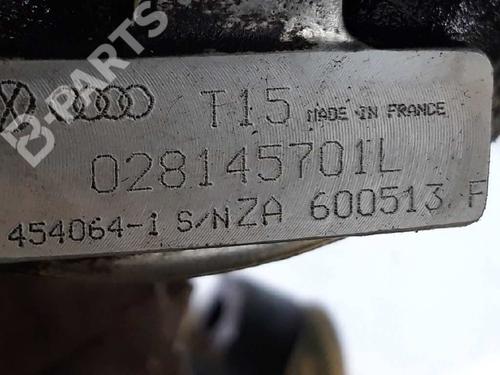 B-PARTS
T15 MADE IN FRANCE
028145701L
454064-1 S/N ZA 600513 F